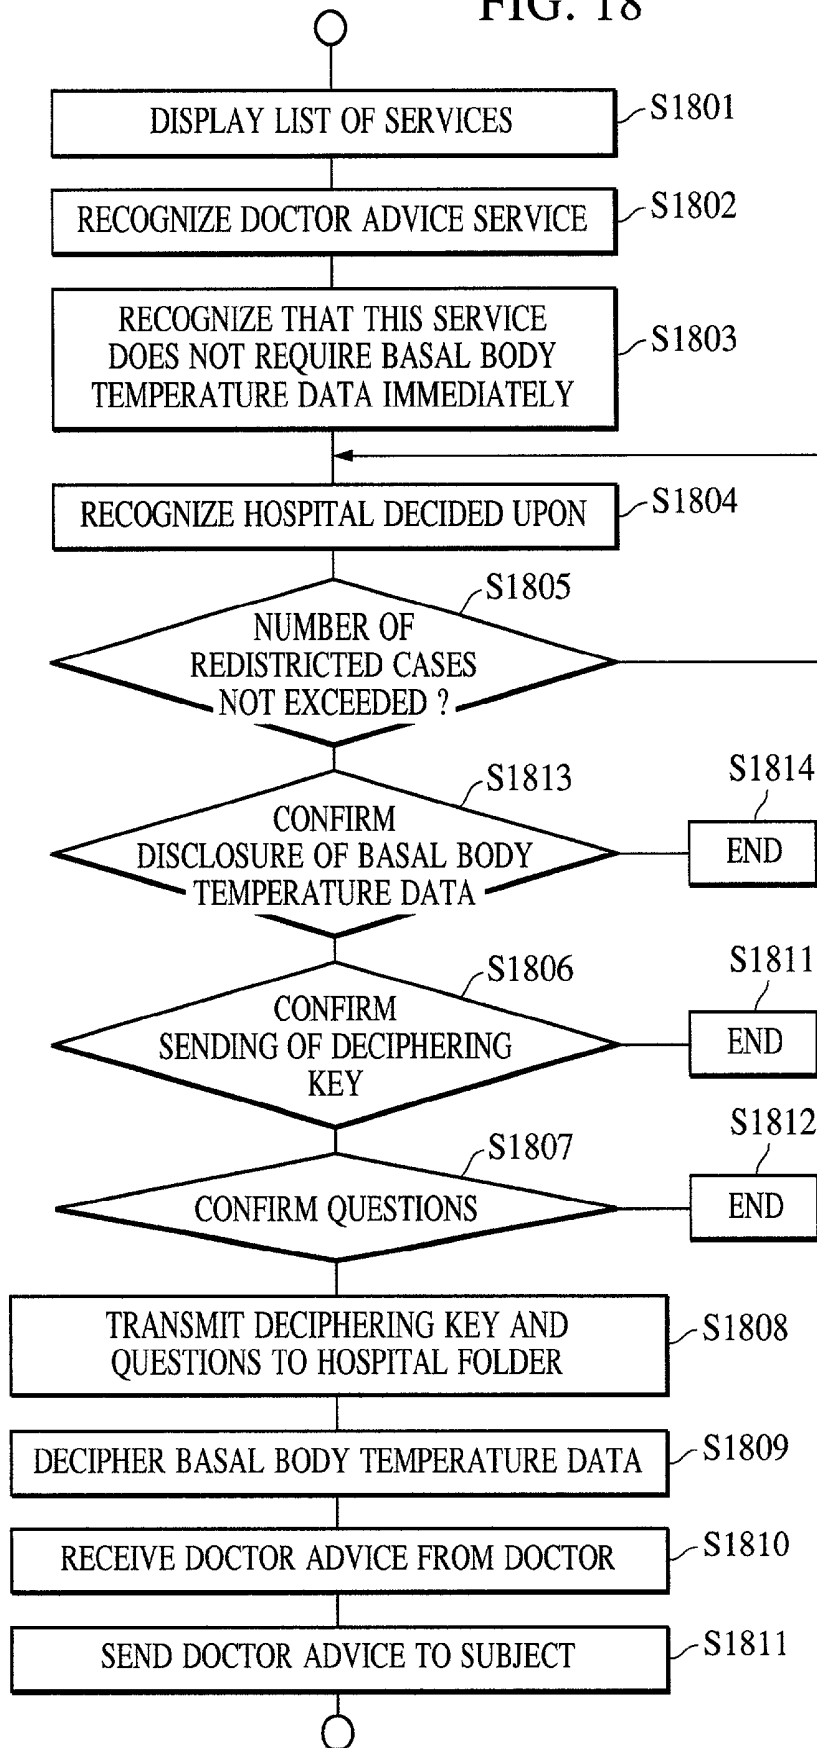 FIG. 18
DISPLAY LIST OF SERVICES
S1801
RECOGNIZE DOCTOR ADVICE SERVICE
S1802
RECOGNIZE THAT THIS SERVICE
DOES NOT REQUIRE BASAL BODY
TEMPERATURE DATA IMMEDIATELY
S1803
RECOGNIZE HOSPITAL DECIDED UPON
S1804
S1805
NUMBER OF
REDISTRICTED CASES
NOT EXCEEDED ?
S1813
CONFIRM
DISCLOSURE OF BASAL BODY
TEMPERATURE DATA
S1814
END
S1806
CONFIRM
SENDING OF DECIPHERING
KEY
S1811
END
S1807
CONFIRM QUESTIONS
S1812
END
TRANSMIT DECIPHERING KEY AND
QUESTIONS TO HOSPITAL FOLDER
S1808
DECIPHER BASAL BODY TEMPERATURE DATA
S1809
RECEIVE DOCTOR ADVICE FROM DOCTOR
S1810
SEND DOCTOR ADVICE TO SUBJECT
S1811